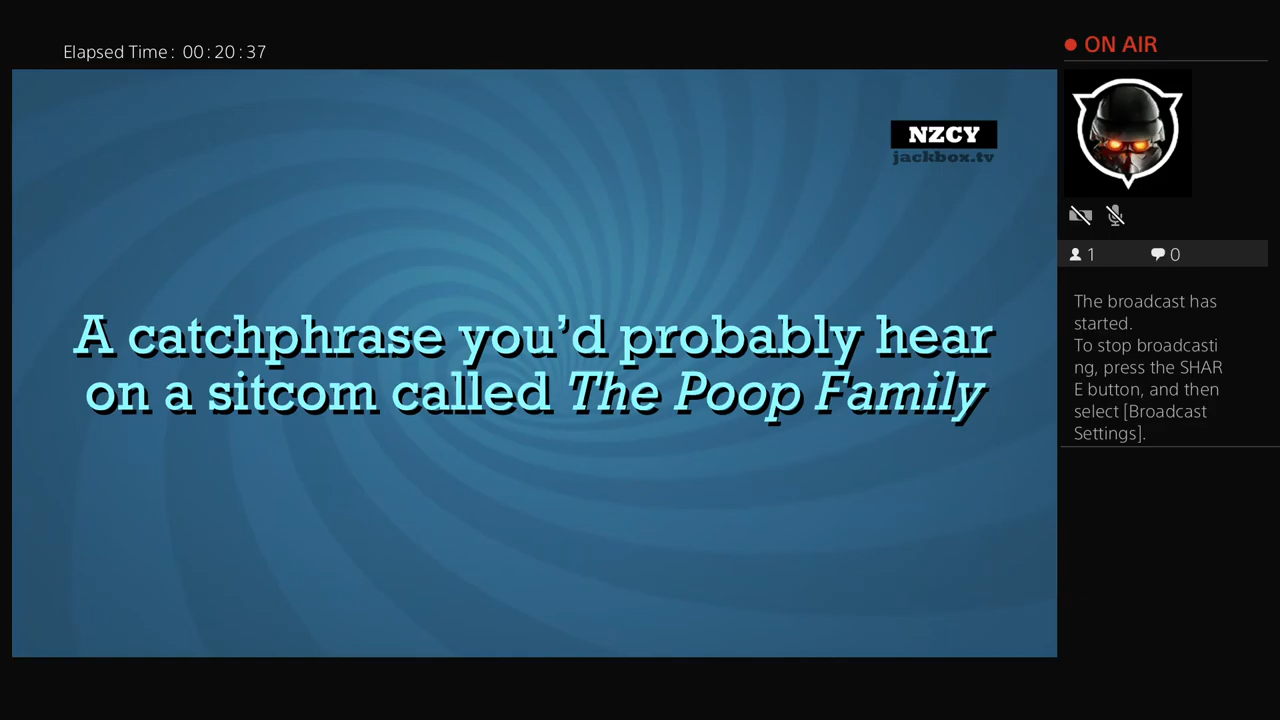 Elapsed Time: 00:20:37
ON AIR
NZCY
jackbox.tv
1
0
A catchphrase you'd probably hear
on a sitcom called The Poop Family
The broadcast has
started.
To stop broadcasti
ng, press the SHAR
E button, and then
select [Broadcast
Settings].